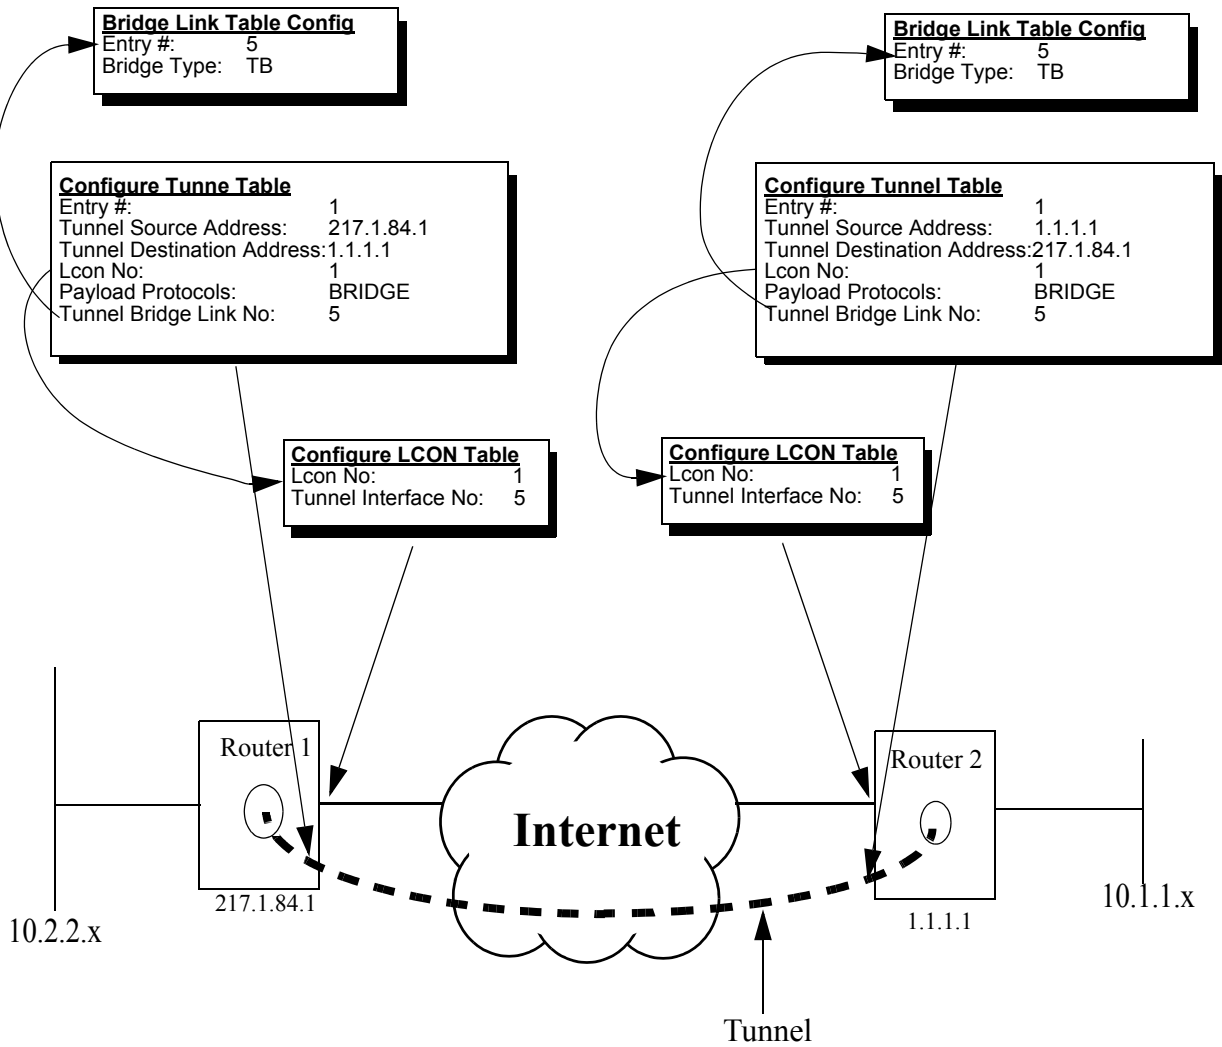 Bridge Link Table Config
Entry #: 5
Bridge Type: TB
Bridge Link Table Config
Entry #: 5
Bridge Type: TB
Configure Tunne Table
Entry #: 1
Tunnel Source Address: 217.1.84.1
Tunnel Destination Address:1.1.1.1
Lcon No: 1
Payload Protocols: BRIDGE
Tunnel Bridge Link No: 5
Configure Tunnel Table
Entry #: 1
Tunnel Source Address: 1.1.1.1
Tunnel Destination Address:217.1.84.1
Lcon No: 1
Payload Protocols: BRIDGE
Tunnel Bridge Link No: 5
Configure LCON Table
Lcon No: 1
Tunnel Interface No: 5
Configure LCON Table
Lcon No: 1
Tunnel Interface No: 5
Router 1
Router 2
Internet
217.1.84.1
1.1.1.1
10.2.2.x
10.1.1.x
Tunnel